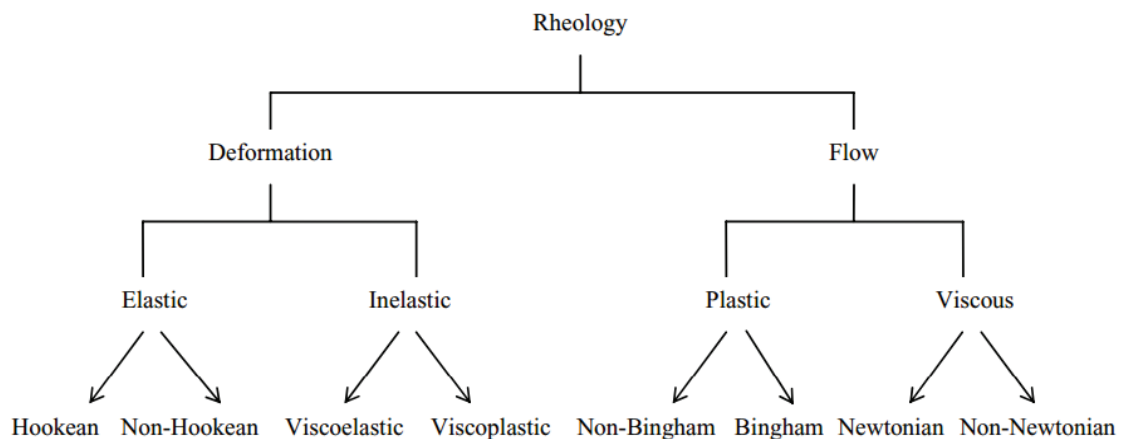 Rheology
Deformation Flow
Elastic Inelastic Plastic Viscous
Hookean Non-Hookean Viscoelastic Viscoplastic Non-Bingham Bingham Newtonian Non-Newtonian